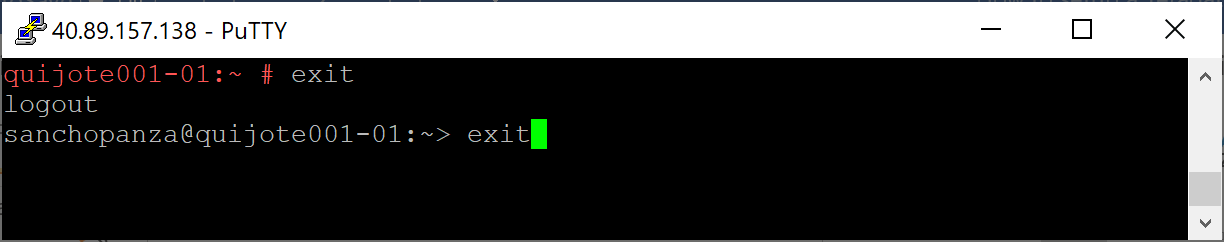 40.89.157.138 - PuTTY
quijote001-01:~ # exit
logout
sanchopanza@quijote001-01:~> exit